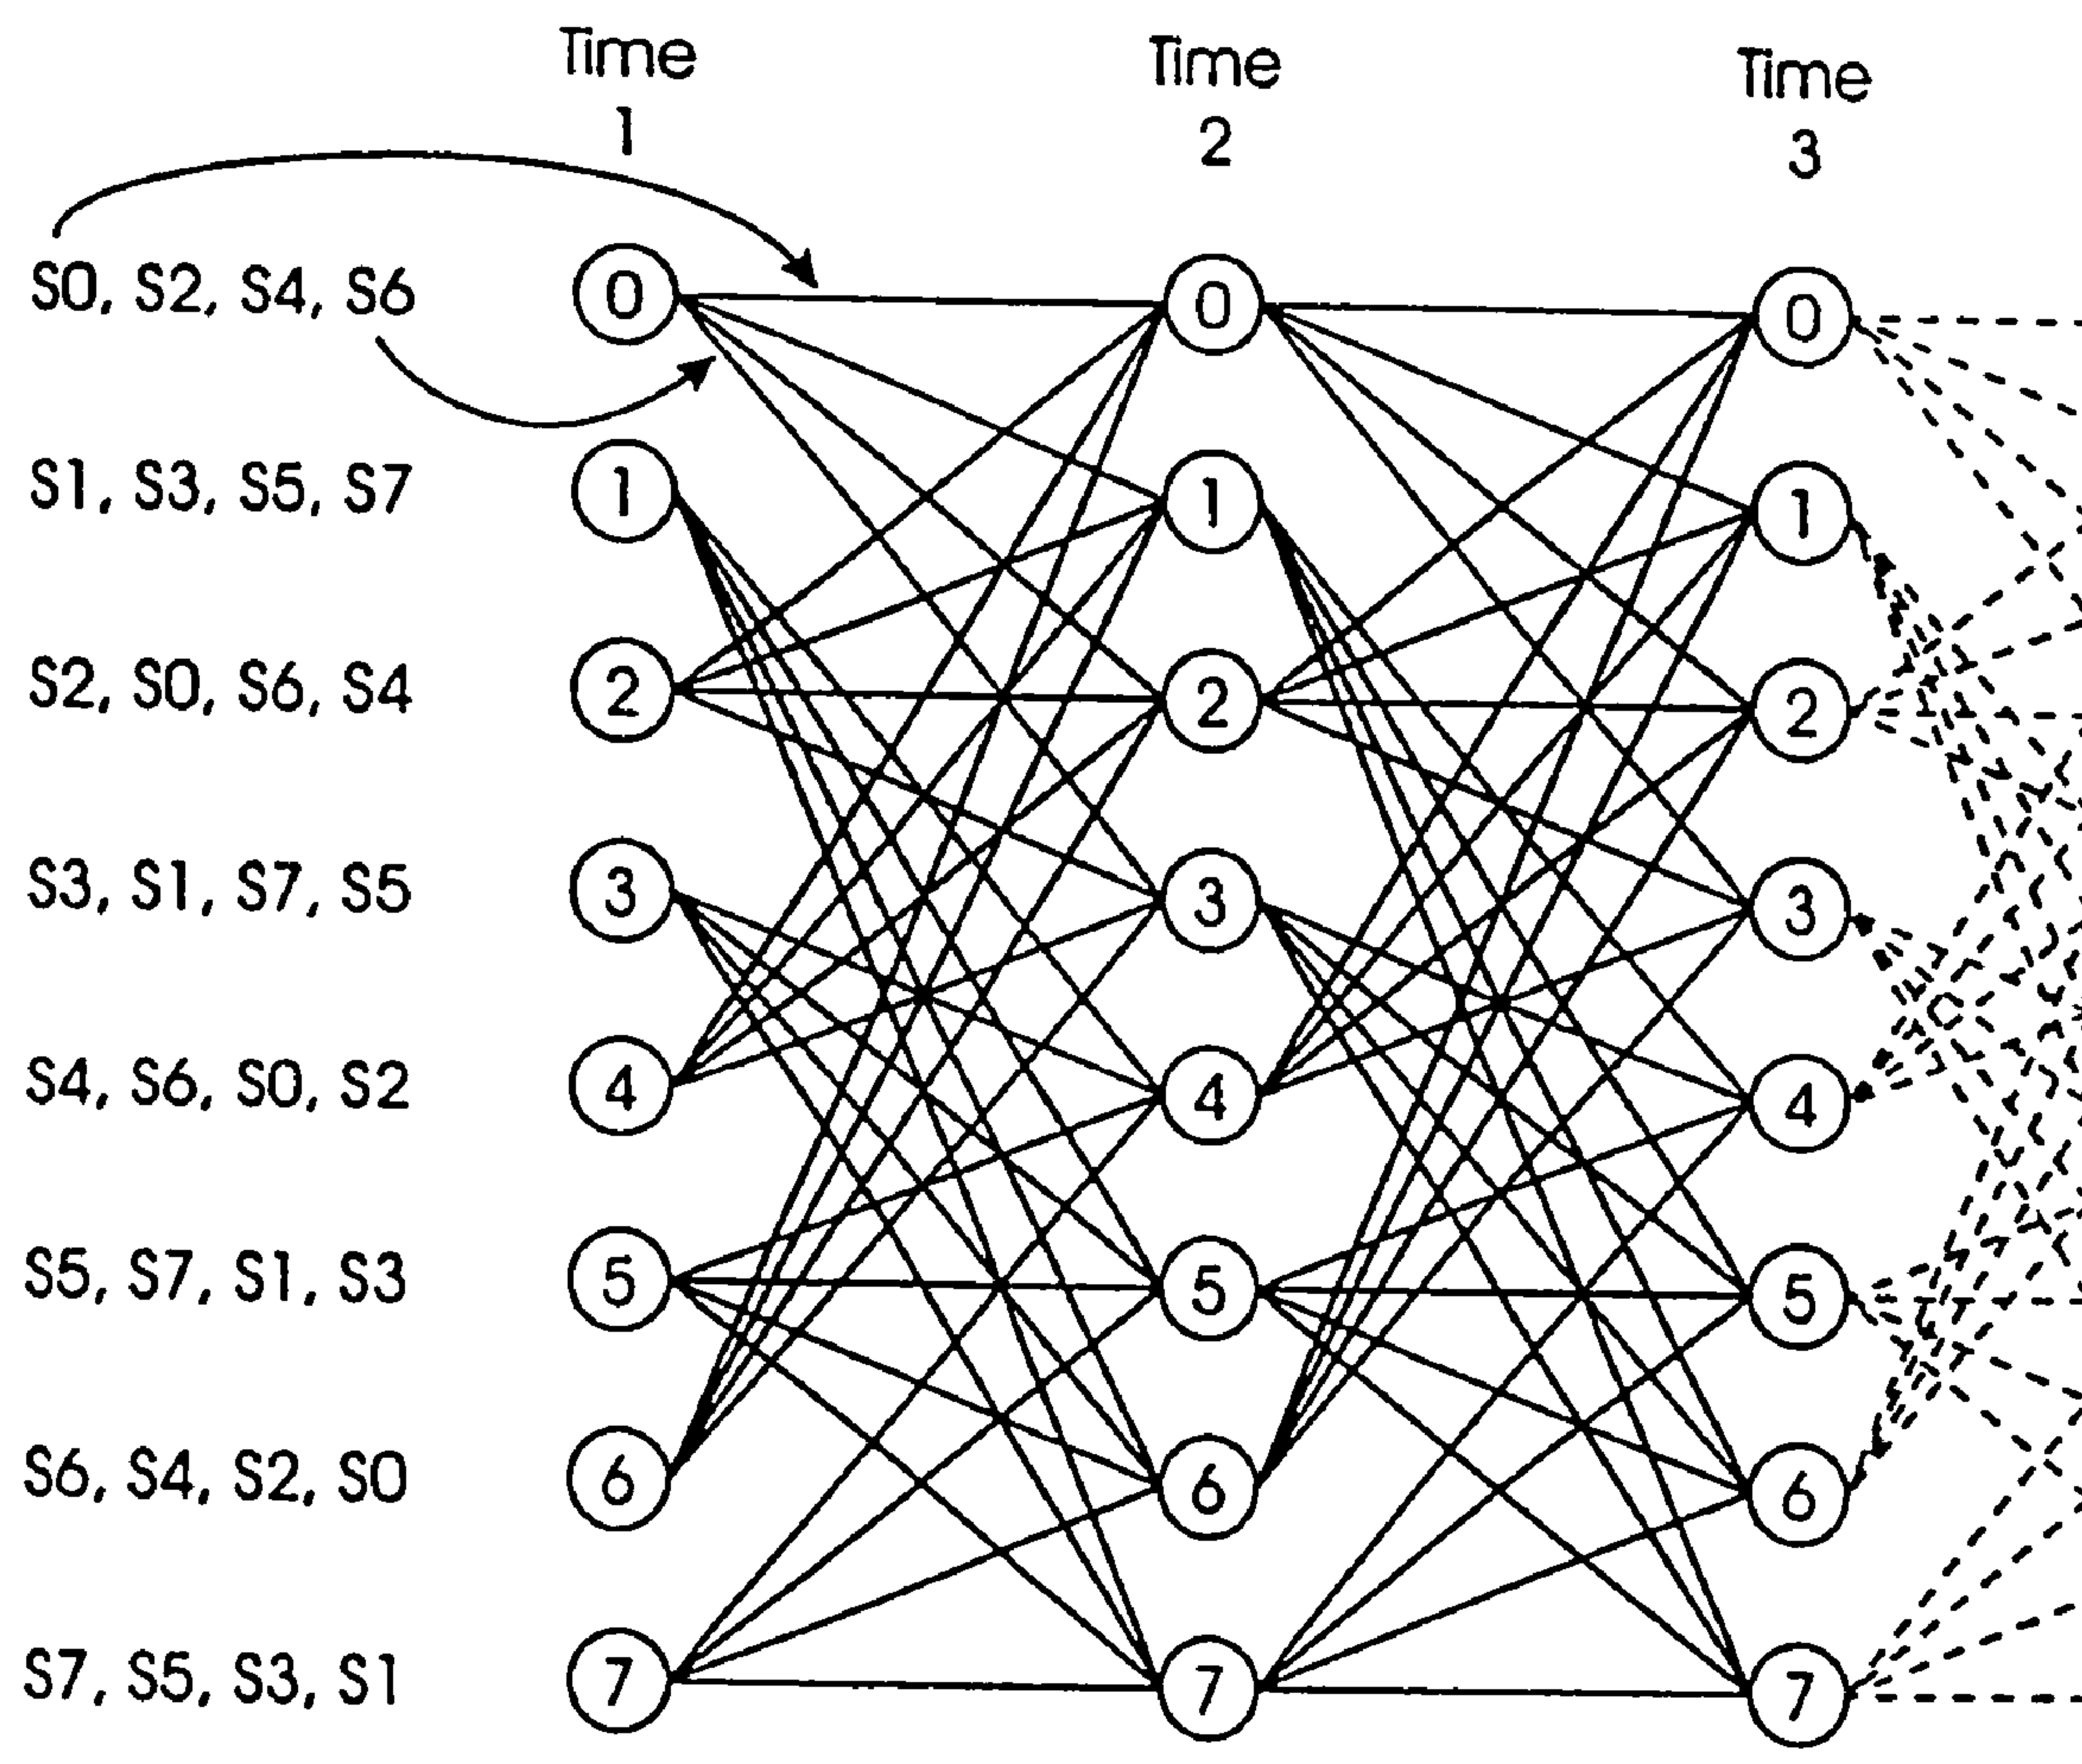 Time Time Time
1 2 3
S0, S2, S4, S6 0 0 0
S1, S3, S5, S7 1 1 1
S2, S0, S6, S4 2 2 2
S3, S1, S7, S5 3 3 3
S4, S6, S0, S2 4 4 4
S5, S7, S1, S3 5 5 5
S6, S4, S2, S0 6 6 6
S7, S5, S3, S1 7 7 7